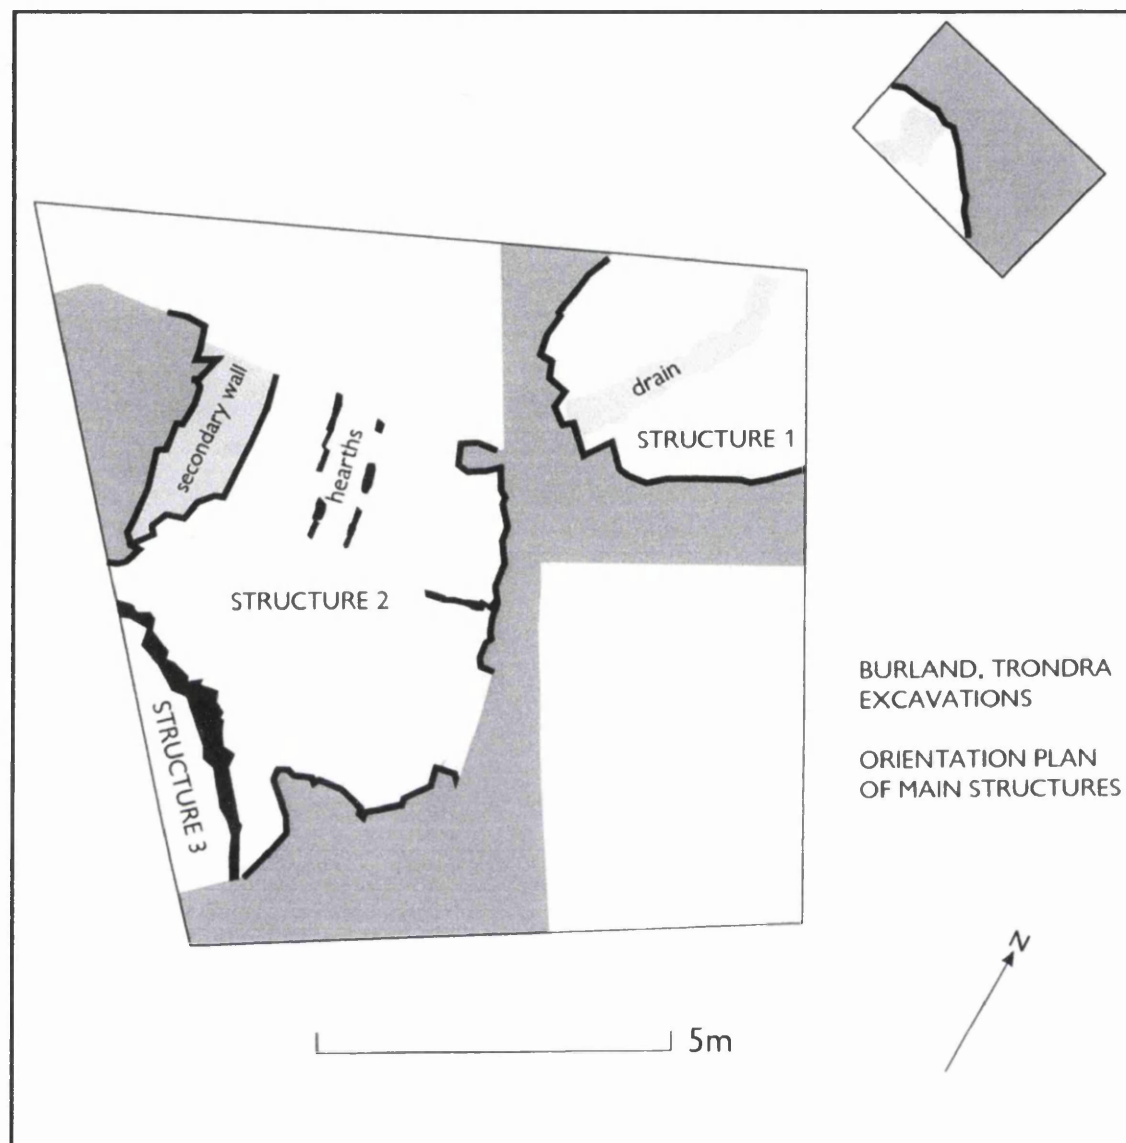 secondary wall
hearths
drain
STRUCTURE 1
STRUCTURE 2
STRUCTURE 3
BURLAND, TRONDRA
EXCAVATIONS
ORIENTATION PLAN
OF MAIN STRUCTURES
N
5m